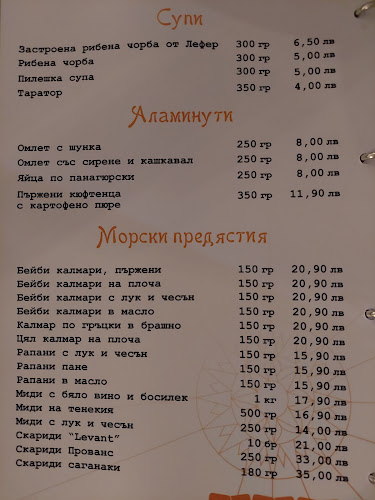 Супи
Застроена рибена чорба от Лефер 300 гр 6,50 лв
Рибена чорба 300 гр 5,00 лв
Пилешка супа 300 гр 5,00 лв
Таратор 350 гр 4,00 лв
Аламинути
Омлет с шунка 250 гр 8,00 лв
Омлет със сирене и кашкавал 250 гр 8,00 лв
Яйца по панагюрски 250 гр 8,00 лв
Пържени кюфтенца 350 гр 11,90 лв
с картофено пюре
Морски предястия
Бейби калмари, пържени 150 гр 20,90 лв
Бейби калмари на плоча 150 гр 20,90 лв
Бейби калмари с лук и чесън 150 гр 20,90 лв
Бейби калмари в масло 150 гр 20,90 лв
Калмар по гръцки в брашно 150 гр 20,90 лв
Цял калмар на плоча 150 гр 20,90 лв
Рапани с лук и чесън 150 гр 15,90 лв
Рапани пане 150 гр 15,90 лв
Рапани в масло 150 гр 15,90 лв
Миди с бяло вино и босилек 1 кг 17,90 лв
Миди на тенекия 500 гр 16,90 лв
Миди с лук и чесън 250 гр 14,00 лв
Скариди "Levant" 10 бр 21,00 лв
Скариди Прованс 250 гр 33,00 лв
Скариди саганаки 180 гр 35,00 лв